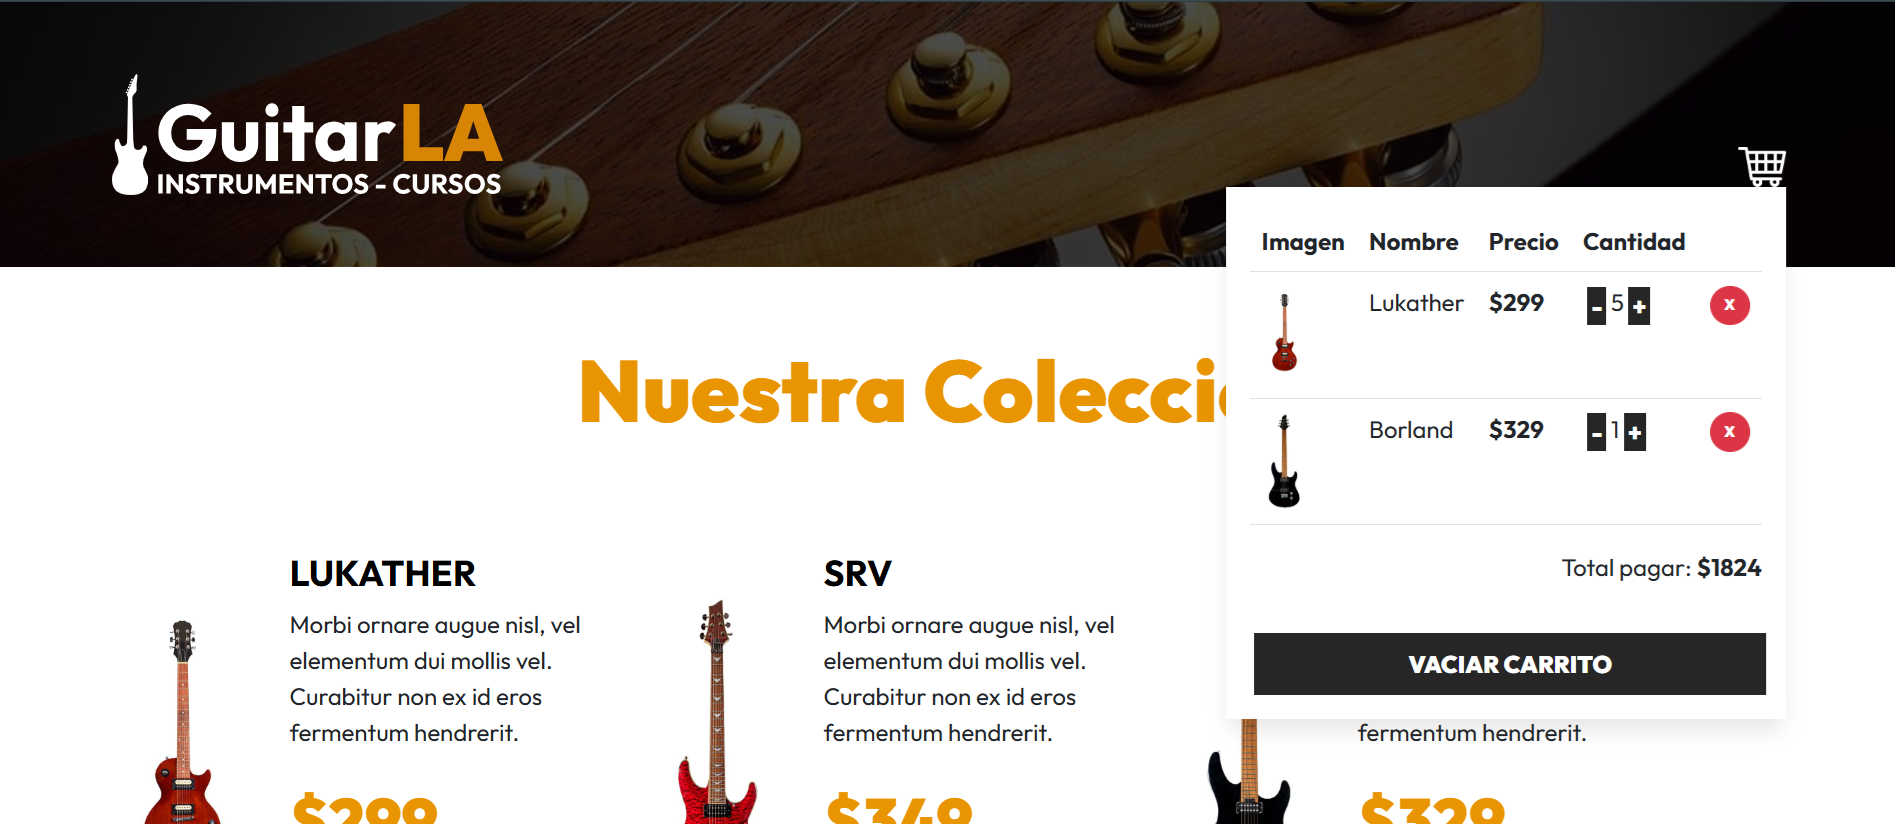 GuitarLA
INSTRUMENTOS - CURSOS
Imagen Nombre Precio Cantidad
Lukather $299 - 5 + X
Borland $329 - 1 + X
Total pagar: $1824
VACIAR CARRITO
Nuestra Colecci
LUKATHER
Morbi ornare augue nisl, vel
elementum dui mollis vel.
Curabitur non ex id eros
fermentum hendrerit.
$299
SRV
Morbi ornare augue nisl, vel
elementum dui mollis vel.
Curabitur non ex id eros
fermentum hendrerit.
$349
fermentum hendrerit.
$329